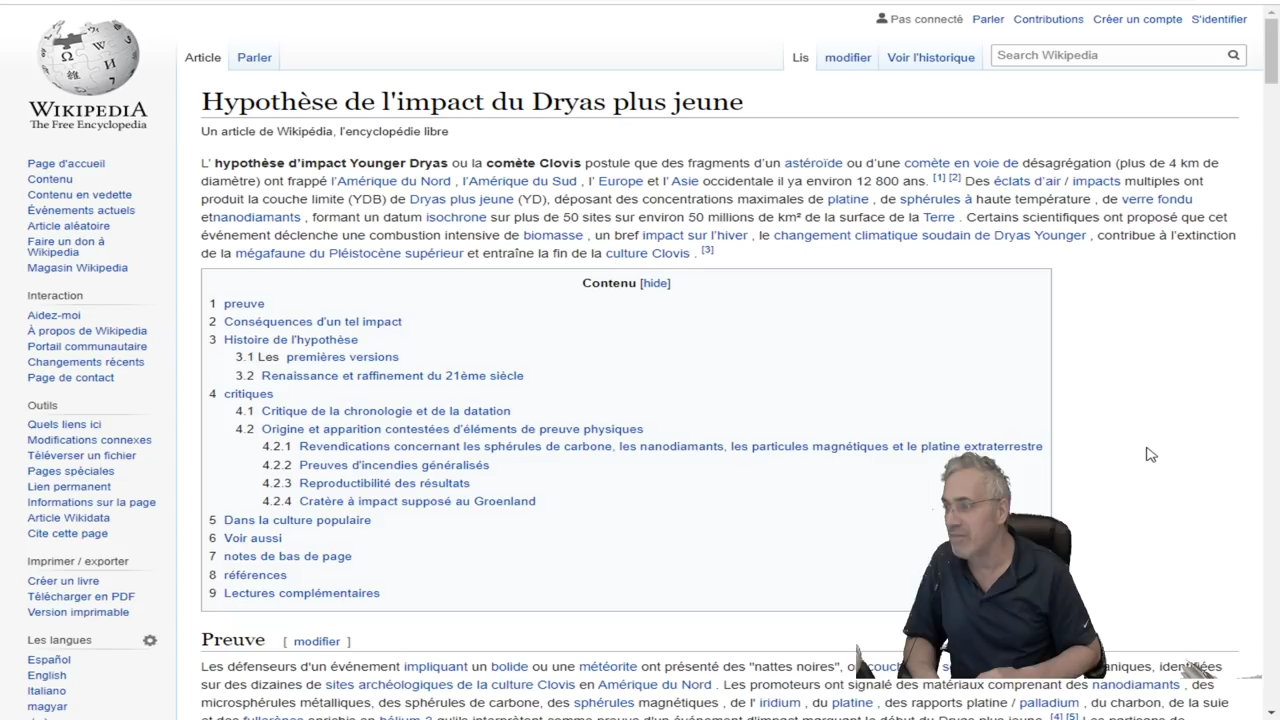 Pas connecté Parler Contributions Créer un compte S'identifier
Article Parler Lis modifier Voir l'historique Search Wikipedia
WIKIPEDIA
The Free Encyclopedia
Page d'accueil
Contenu
Contenu en vedette
Événements actuels
Article aléatoire
Faire un don à
Wikipedia
Magasin Wikipedia
Interaction
Aidez-moi
À propos de Wikipedia
Portail communautaire
Changements récents
Page de contact
Outils
Quels liens ici
Modifications connexes
Téléverser un fichier
Pages spéciales
Lien permanent
Informations sur la page
Article Wikidata
Cite cette page
Imprimer / exporter
Créer un livre
Télécharger en PDF
Version imprimable
Les langues
Español
English
Italiano
magyar
Hypothèse de l'impact du Dryas plus jeune
Un article de Wikipédia, l'encyclopédie libre
L' hypothèse d'impact Younger Dryas ou la comète Clovis postule que des fragments d'un astéroïde ou d'une comète en voie de désagrégation (plus de 4 km de
diamètre) ont frappé l'Amérique du Nord , l'Amérique du Sud , l' Europe et l' Asie occidentale il ya environ 12 800 ans. [1] [2] Des éclats d'air / impacts multiples ont
produit la couche limite (YDB) de Dryas plus jeune (YD), déposant des concentrations maximales de platine , de sphérules à haute température , de verre fondu
etnanodiamants , formant un datum isochrone sur plus de 50 sites sur environ 50 millions de km² de la surface de la Terre . Certains scientifiques ont proposé que cet
événement déclenche une combustion intensive de biomasse , un bref impact sur l'hiver , le changement climatique soudain de Dryas Younger , contribue à l'extinction
de la mégafaune du Pléistocène supérieur et entraîne la fin de la culture Clovis . [3]
Contenu [hide]
1 preuve
2 Conséquences d'un tel impact
3 Histoire de l'hypothèse
3.1 Les premières versions
3.2 Renaissance et raffinement du 21ème siècle
4 critiques
4.1 Critique de la chronologie et de la datation
4.2 Origine et apparition contestées d'éléments de preuve physiques
4.2.1 Revendications concernant les sphérules de carbone, les nanodiamants, les particules magnétiques et le platine extraterrestre
4.2.2 Preuves d'incendies généralisés
4.2.3 Reproductibilité des résultats
4.2.4 Cratère à impact supposé au Groenland
5 Dans la culture populaire
6 Voir aussi
7 notes de bas de page
8 références
9 Lectures complémentaires
Preuve [ modifier ]
Les défenseurs d'un événement impliquant un bolide ou une météorite ont présenté des "nattes noires", identifiées
sur des dizaines de sites archéologiques de la culture Clovis en Amérique du Nord . Les promoteurs ont signalé des matériaux comprenant des nanodiamants , des
microsphérules métalliques, des sphérules de carbone, des sphérules magnétiques , de l' iridium , du platine , des rapports platine / palladium , du charbon, de la suie